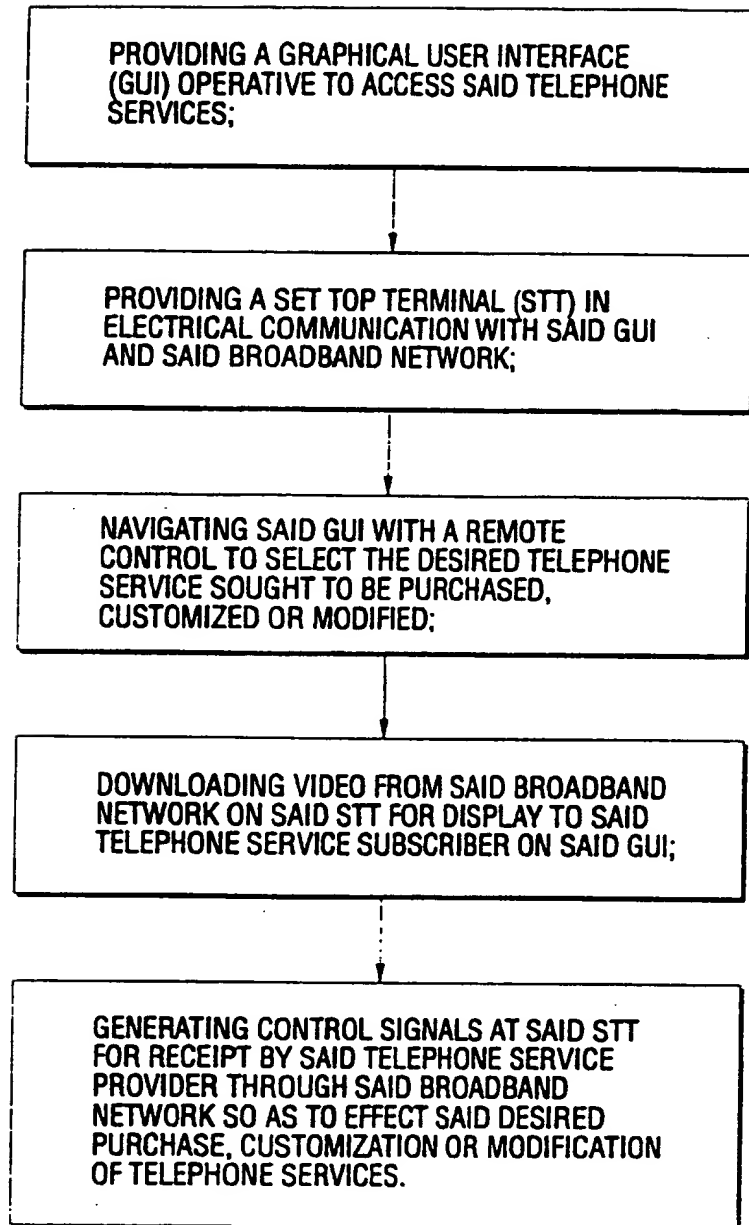 PROVIDING A GRAPHICAL USER INTERFACE
(GUI) OPERATIVE TO ACCESS SAID TELEPHONE
SERVICES;
PROVIDING A SET TOP TERMINAL (STT) IN
ELECTRICAL COMMUNICATION WITH SAID GUI
AND SAID BROADBAND NETWORK;
NAVIGATING SAID GUI WITH A REMOTE
CONTROL TO SELECT THE DESIRED TELEPHONE
SERVICE SOUGHT TO BE PURCHASED,
CUSTOMIZED OR MODIFIED;
DOWNLOADING VIDEO FROM SAID BROADBAND
NETWORK ON SAID STT FOR DISPLAY TO SAID
TELEPHONE SERVICE SUBSCRIBER ON SAID GUI;
GENERATING CONTROL SIGNALS AT SAID STT
FOR RECEIPT BY SAID TELEPHONE SERVICE
PROVIDER THROUGH SAID BROADBAND
NETWORK SO AS TO EFFECT SAID DESIRED
PURCHASE, CUSTOMIZATION OR MODIFICATION
OF TELEPHONE SERVICES.